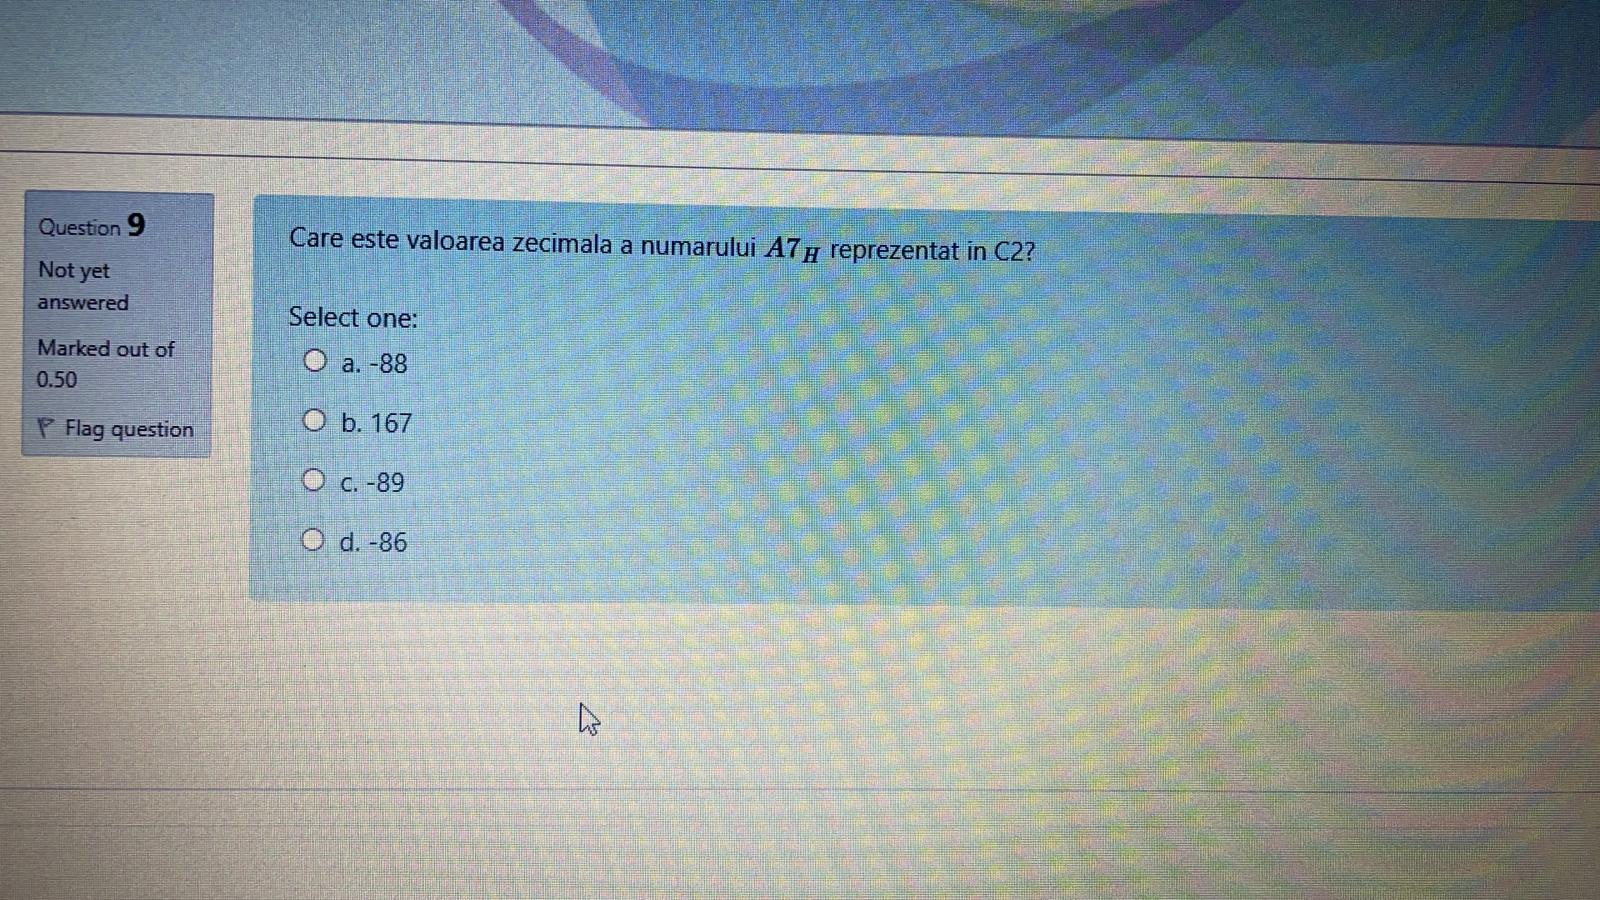 Question 9
Not yet
answered
Marked out of
0.50
Flag question
Care este valoarea zecimala a numarului A7H reprezentat in C2?
Select one:
a. -88
b. 167
c. -89
d. -86